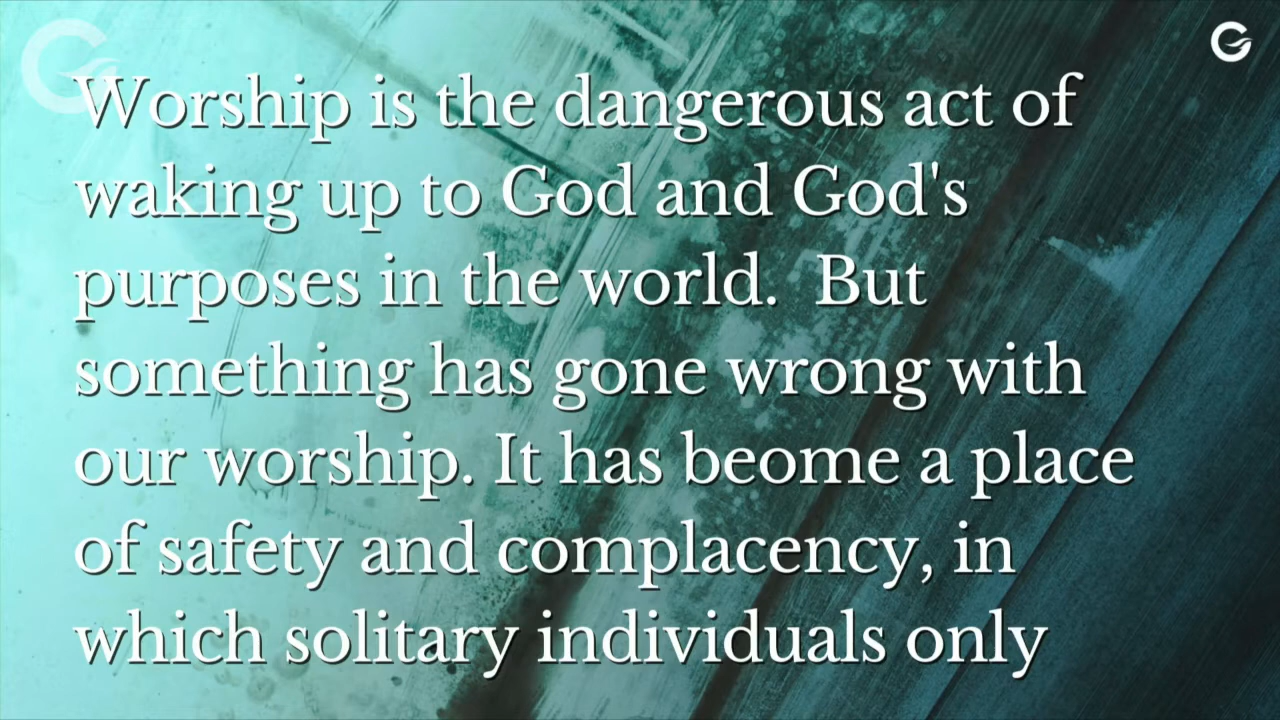 Worship is the dangerous act of
waking up to God and God's
purposes in the world.  But
something has gone wrong with
our worship. It has beome a place
of safety and complacency, in
which solitary individuals only